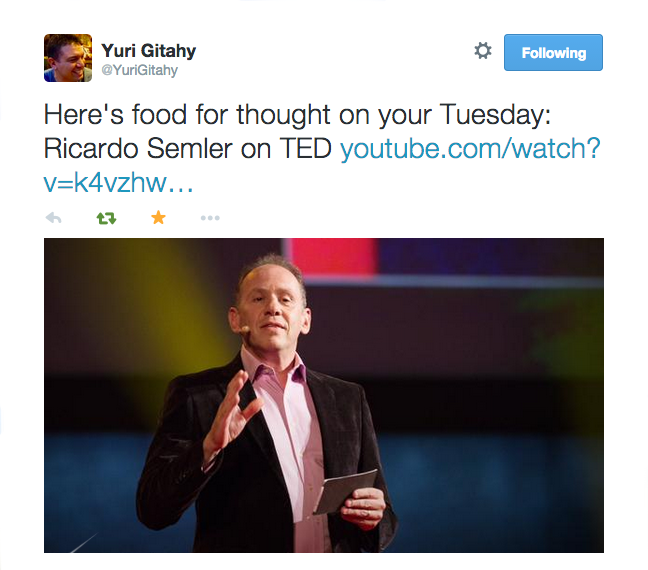 Yuri Gitahy
@YuriGitahy
Following
Here's food for thought on your Tuesday:
Ricardo Semler on TED youtube.com/watch?
v=k4vzhw…